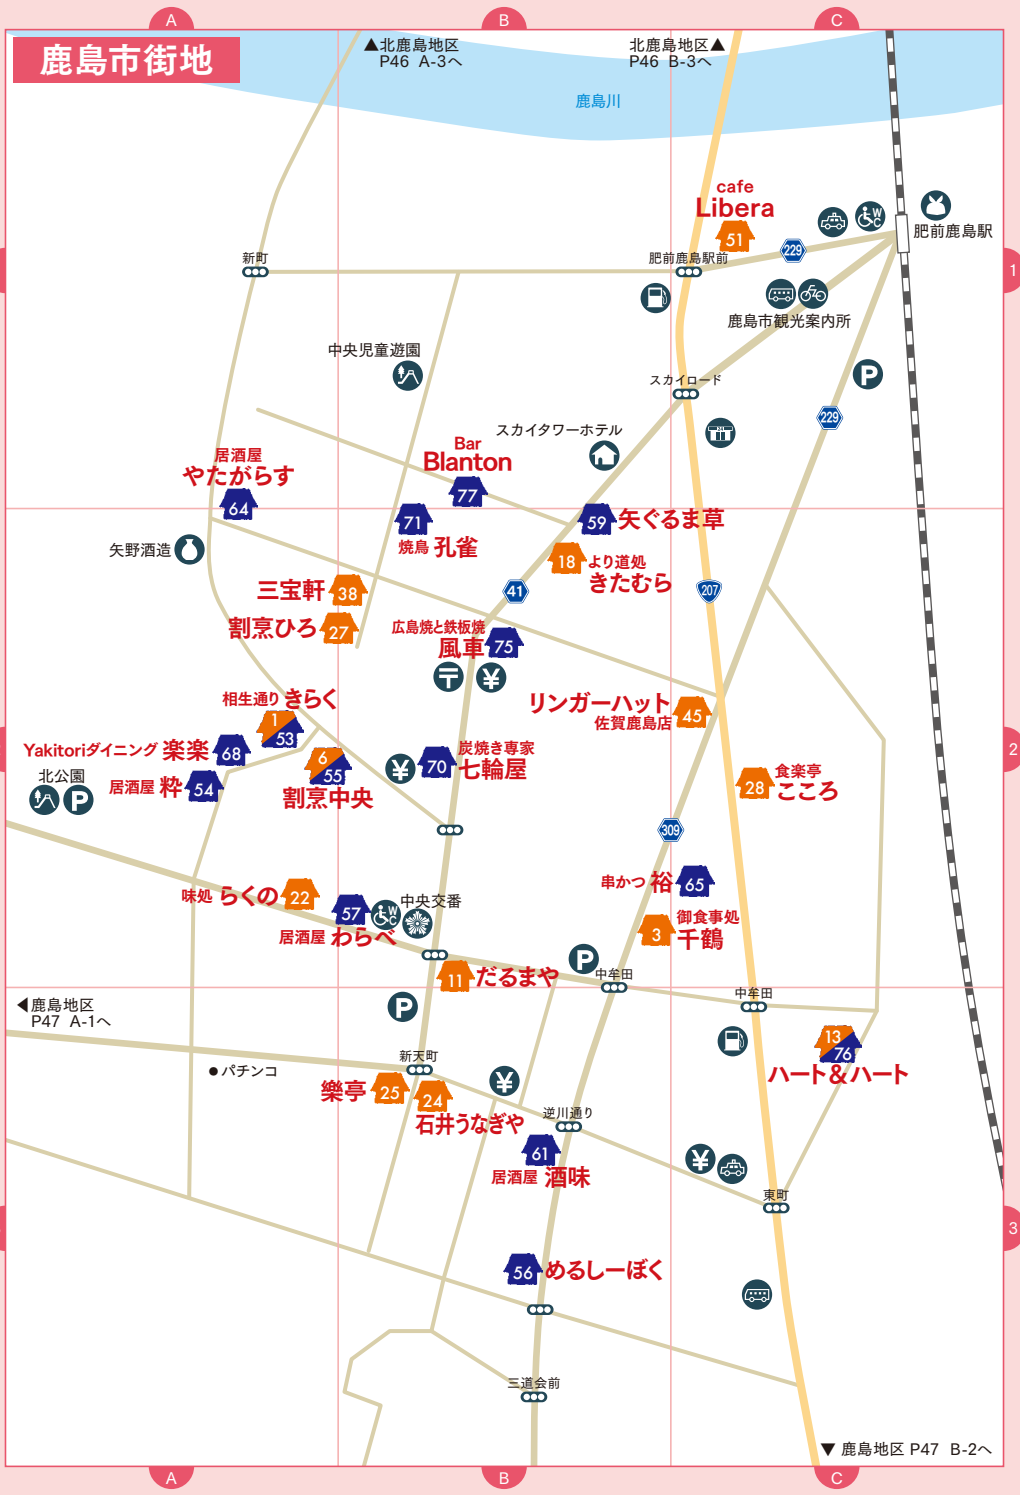 A
B
C
鹿島市街地
▲北鹿島地区
P46 A-3へ
北鹿島地区▲
P46 B-3へ
鹿島川
cafe
Libera
51
229
WC
肥前鹿島駅
新町
肥前鹿島駅前
1
鹿島市観光案内所
中央児童遊園
スカイロード
P
229
スカイタワーホテル
Bar
Blanton
77
居酒屋
やたがらす
64
71
焼鳥 孔雀
59
矢ぐるま草
18
より道処
きたむら
矢野酒造
三宝軒
38
41
207
割烹ひろ
27
広島焼と鉄板焼
風車
75
〒
¥
相生通り きらく
1
53
リンガーハット
佐賀鹿島店
45
Yakitoriダイニング 楽楽
68
6
55
割烹中央
¥
70
炭焼き専家
七輪屋
2
北公園
P
居酒屋 粋
54
28
食楽亭
こころ
309
味処 らくの
22
57
居酒屋 わらべ
WC
中央交番
串かつ 裕
65
3
御食事処
千鶴
11
だるまや
P
中牟田
中牟田
◀鹿島地区
P47 A-1へ
P
13
76
ハート&ハート
新天町
●パチンコ
樂亭
25
24
石井うなぎや
¥
逆川通り
61
居酒屋 酒味
¥
東町
3
56
めるしーぼく
三道会前
▼ 鹿島地区 P47 B-2へ
A
B
C